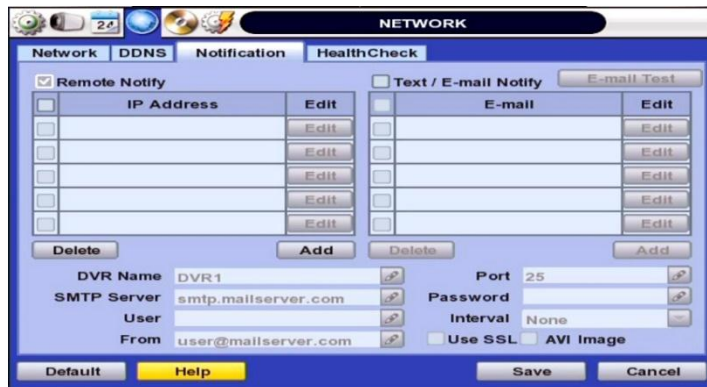 24 NETWORK
Network DDNS Notification HealthCheck
Remote Notify Text / E-mail Notify E-mail Test
IP Address Edit E-mail Edit
Edit Edit
Edit Edit
Edit Edit
Edit Edit
Edit Edit
Delete Add Delete Add
DVR Name DVR1 Port 25
SMTP Server smtp.mailserver.com Password
User Interval None
From user@mailserver.com Use SSL AVI Image
Default Help Save Cancel